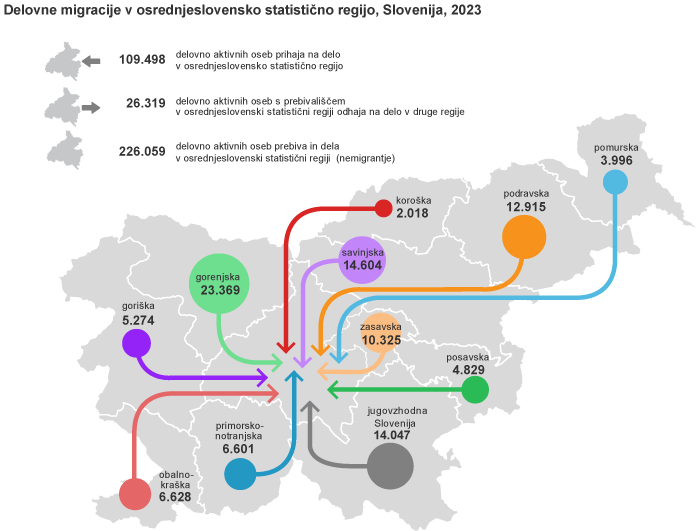 Delovne migracije v osrednjeslovensko statistično regijo, Slovenija, 2023
109.498
delovno aktivnih oseb prihaja na delo
v osrednjeslovensko statistično regijo
26.319
delovno aktivnih oseb s prebivališčem
v osrednjeslovenski statistični regiji odhaja na delo v druge regije
226.059
delovno aktivnih oseb prebiva in dela
v osrednjeslovenski statistični regiji (nemigrantje)
pomurska
3.996
koroška
2.018
podravska
12.915
savinjska
14.604
gorenjska
23.369
goriška
5.274
zasavska
10.325
posavska
4.829
jugovzhodna
Slovenija
14.047
primorsko-
notranjska
6.601
obalno-
kraška
6.628